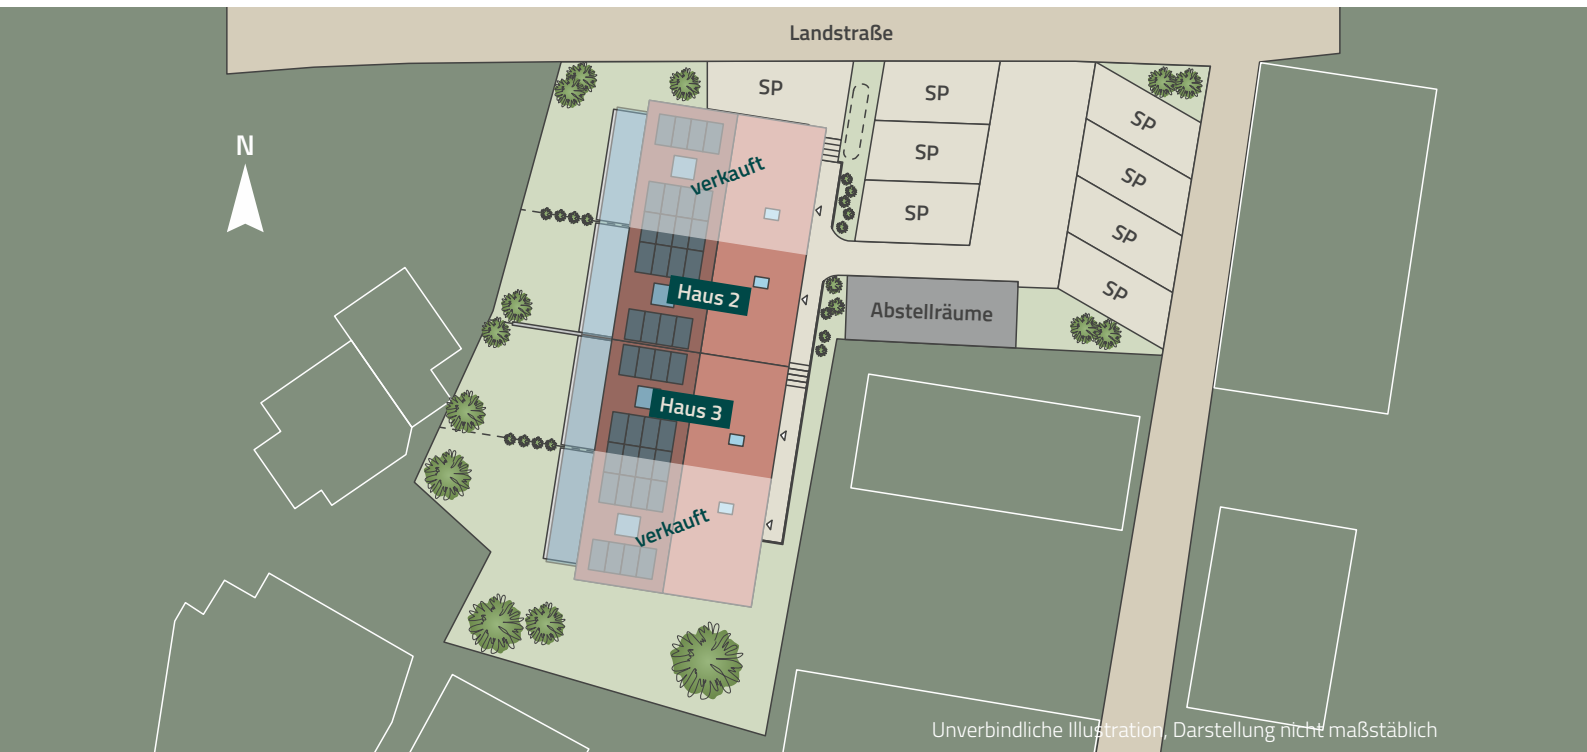 Landstraße
SP
SP
SP
SP
SP
SP
SP
SP
N
verkauft
Haus 2
Abstellräume
Haus 3
verkauft
Unverbindliche Illustration, Darstellung nicht maßstäblich